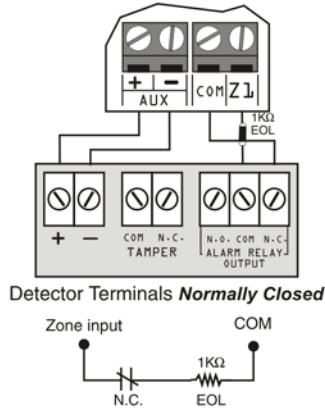 + − COM Z1
AUX
1KΩ
EOL
+ − COM N.C. N.O. COM N.C.
TAMPER ALARM RELAY
OUTPUT
Detector Terminals Normally Closed
Zone input COM
1KΩ
N.C. EOL